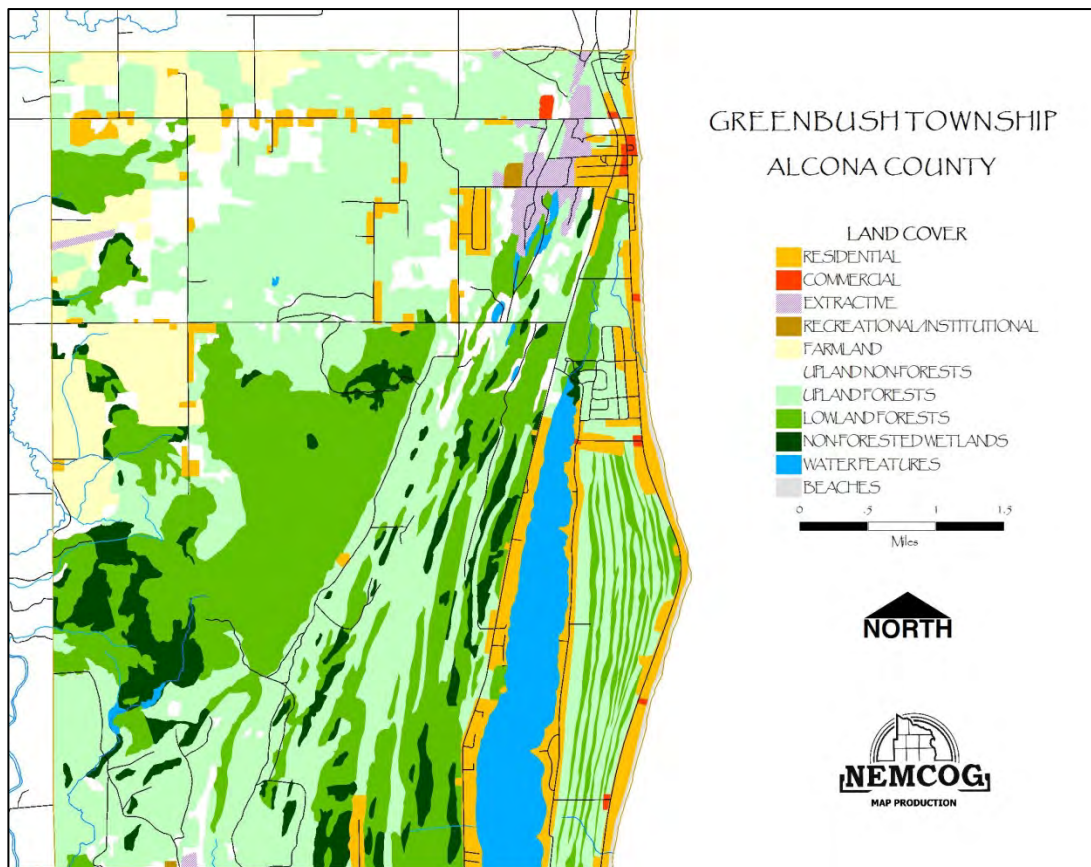 GREENBUSH TOWNSHIP
ALCONA COUNTY
LAND COVER
RESIDENTIAL
COMMERCIAL
EXTRACTIVE
RECREATIONAL/INSTITUTIONAL
FARMLAND
UPLAND NON-FORESTS
UPLAND FORESTS
LOWLAND FORESTS
NON-FORESTED WETLANDS
WATER FEATURES
BEACHES
0 .5 1 1.5
Miles
NORTH
NEMCOG
MAP PRODUCTION